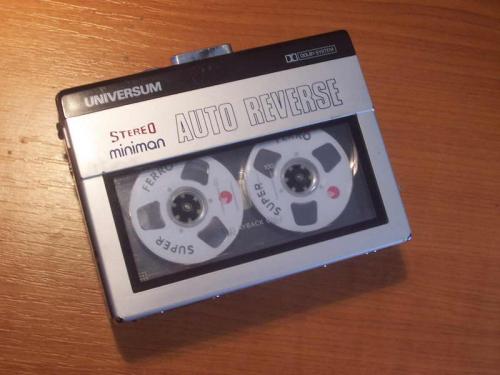 UNIVERSUM
DOLBY SYSTEM
STEREO
miniman
AUTO REVERSE
FERRO
SUPER
FERRO
SUPER